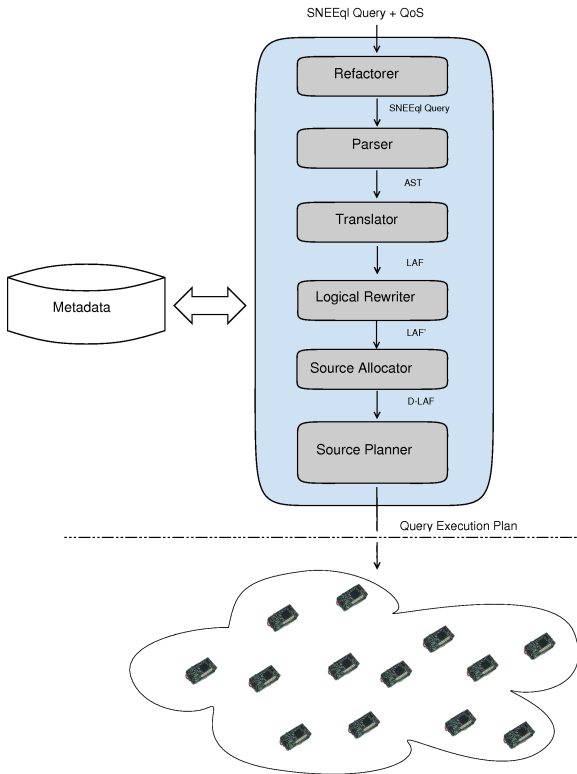 SNEEql Query + QoS
Refactorer
SNEEql Query
Parser
AST
Translator
LAF
Metadata
Logical Rewriter
LAF'
Source Allocator
D-LAF
Source Planner
Query Execution Plan